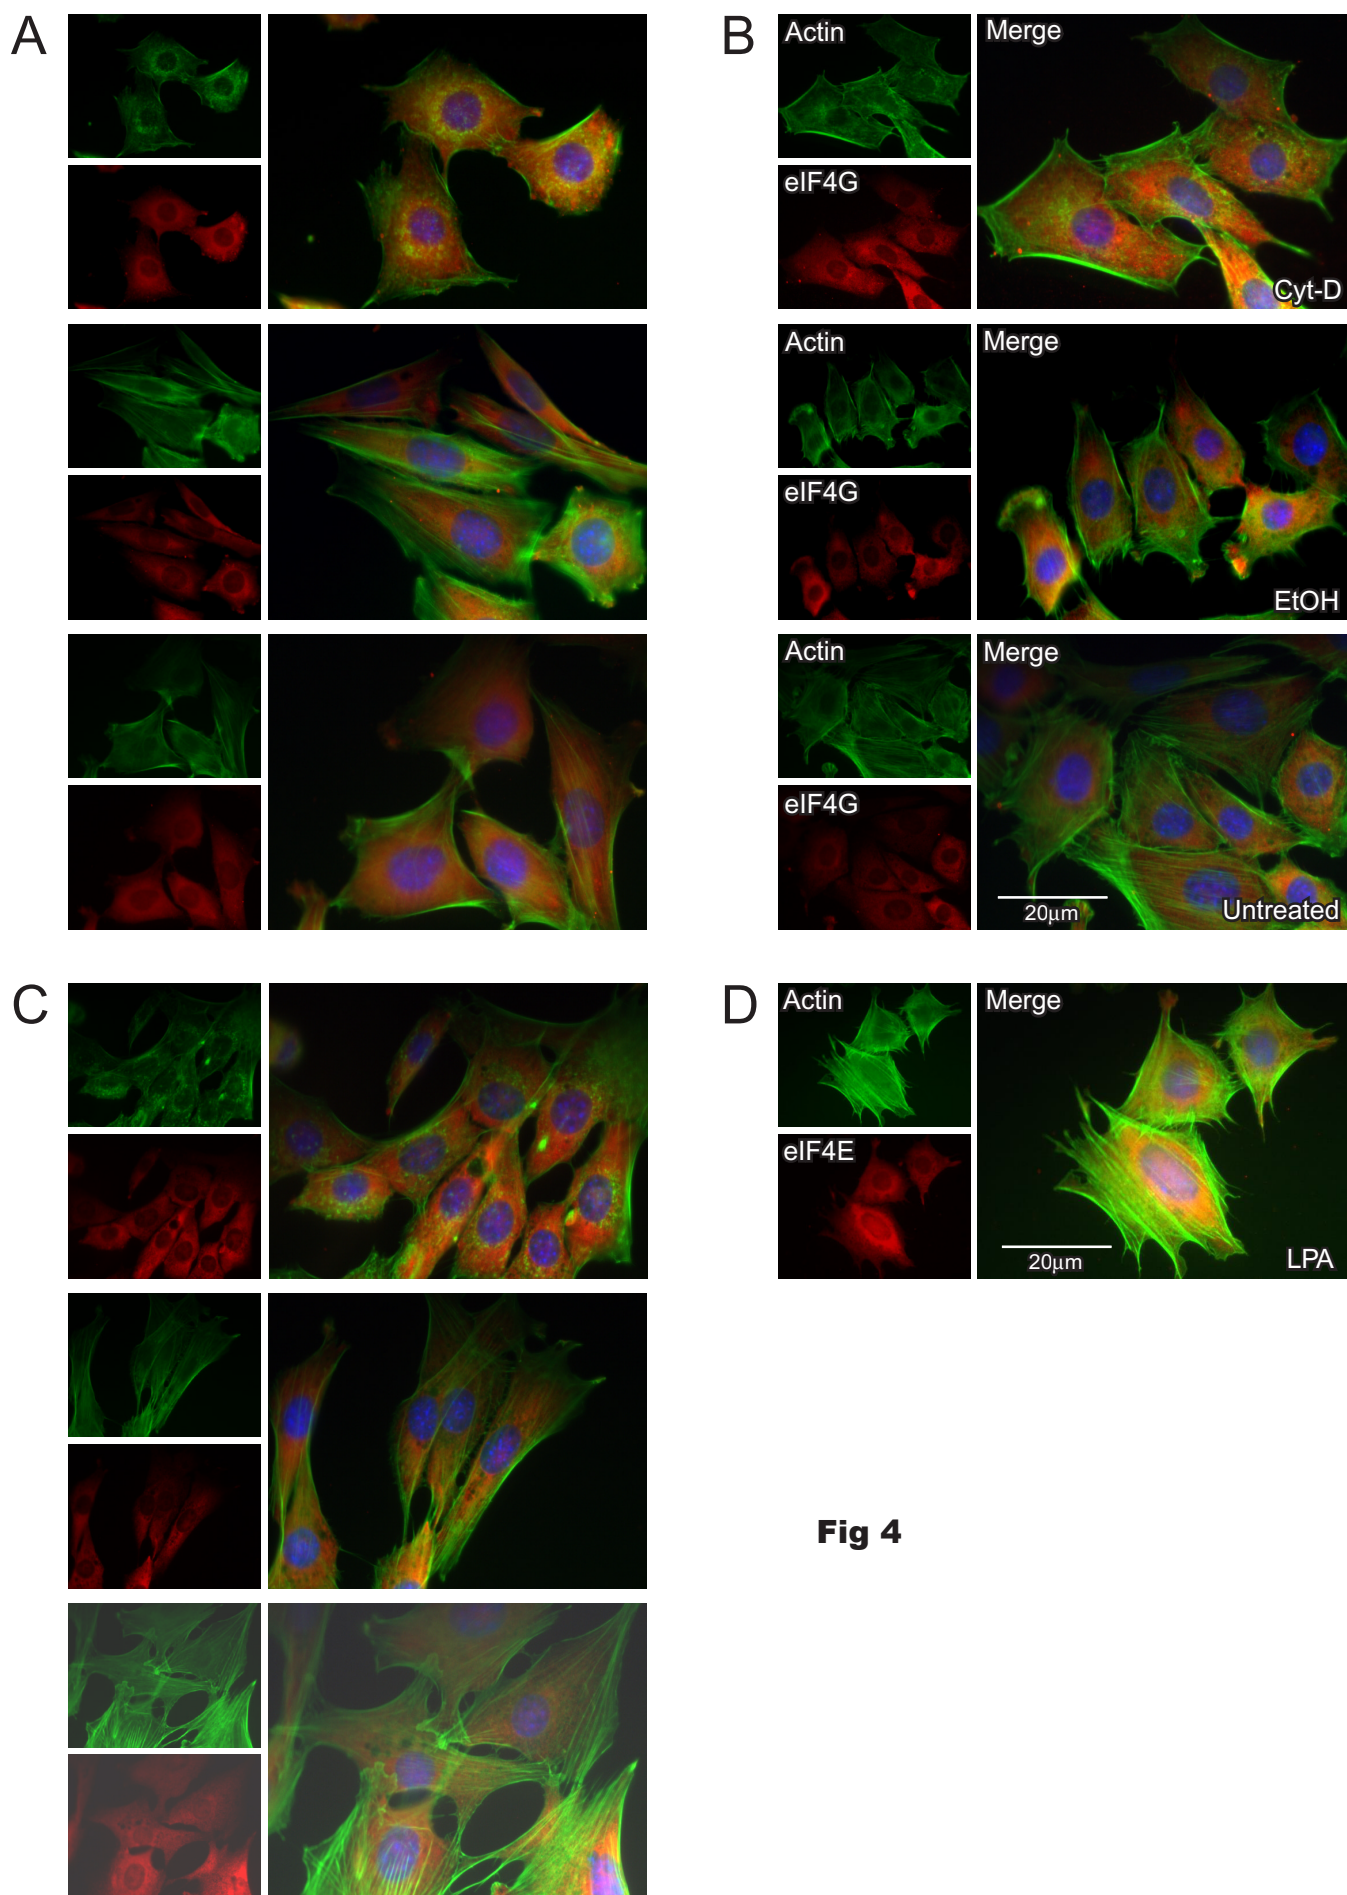 A
B
Actin
Merge
eIF4G
Cyt-D
Actin
Merge
eIF4G
EtOH
Actin
Merge
eIF4G
20μm
Untreated
C
D
Actin
Merge
eIF4E
20μm
LPA
Fig 4